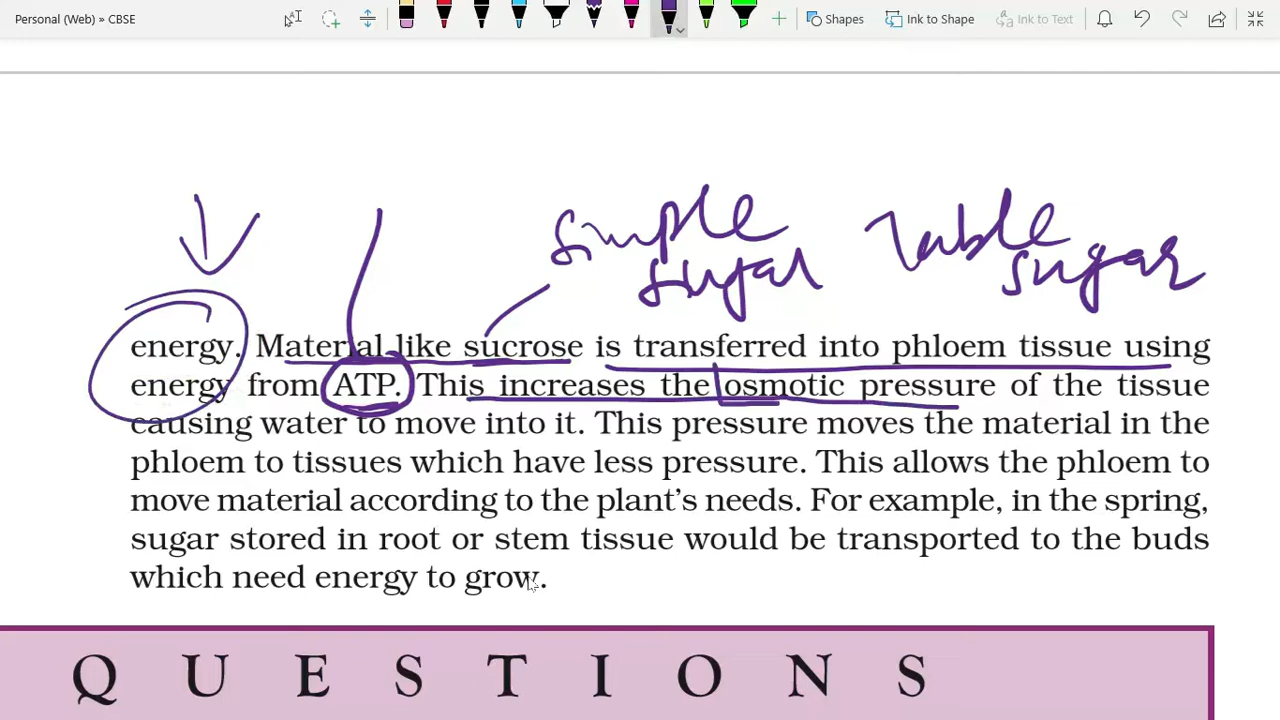 Personal (Web) » CBSE
Shapes
Ink to Shape
Ink to Text
simple
sugar
Table
sugar
energy. Material like sucrose is transferred into phloem tissue using
energy from ATP. This increases the osmotic pressure of the tissue
causing water to move into it. This pressure moves the material in the
phloem to tissues which have less pressure. This allows the phloem to
move material according to the plant's needs. For example, in the spring,
sugar stored in root or stem tissue would be transported to the buds
which need energy to grow.
QUESTIONS